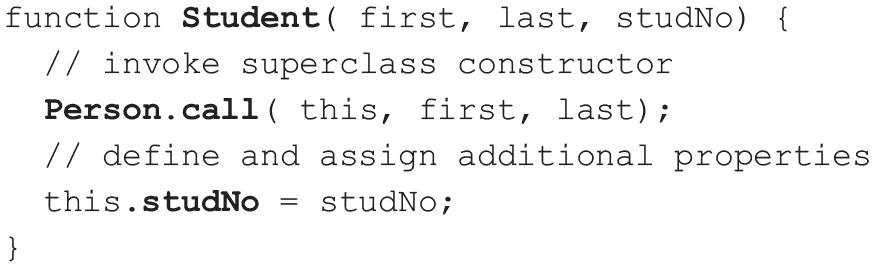 function Student( first, last, studNo) {
  // invoke superclass constructor
  Person.call( this, first, last);
  // define and assign additional properties
  this.studNo = studNo;
}